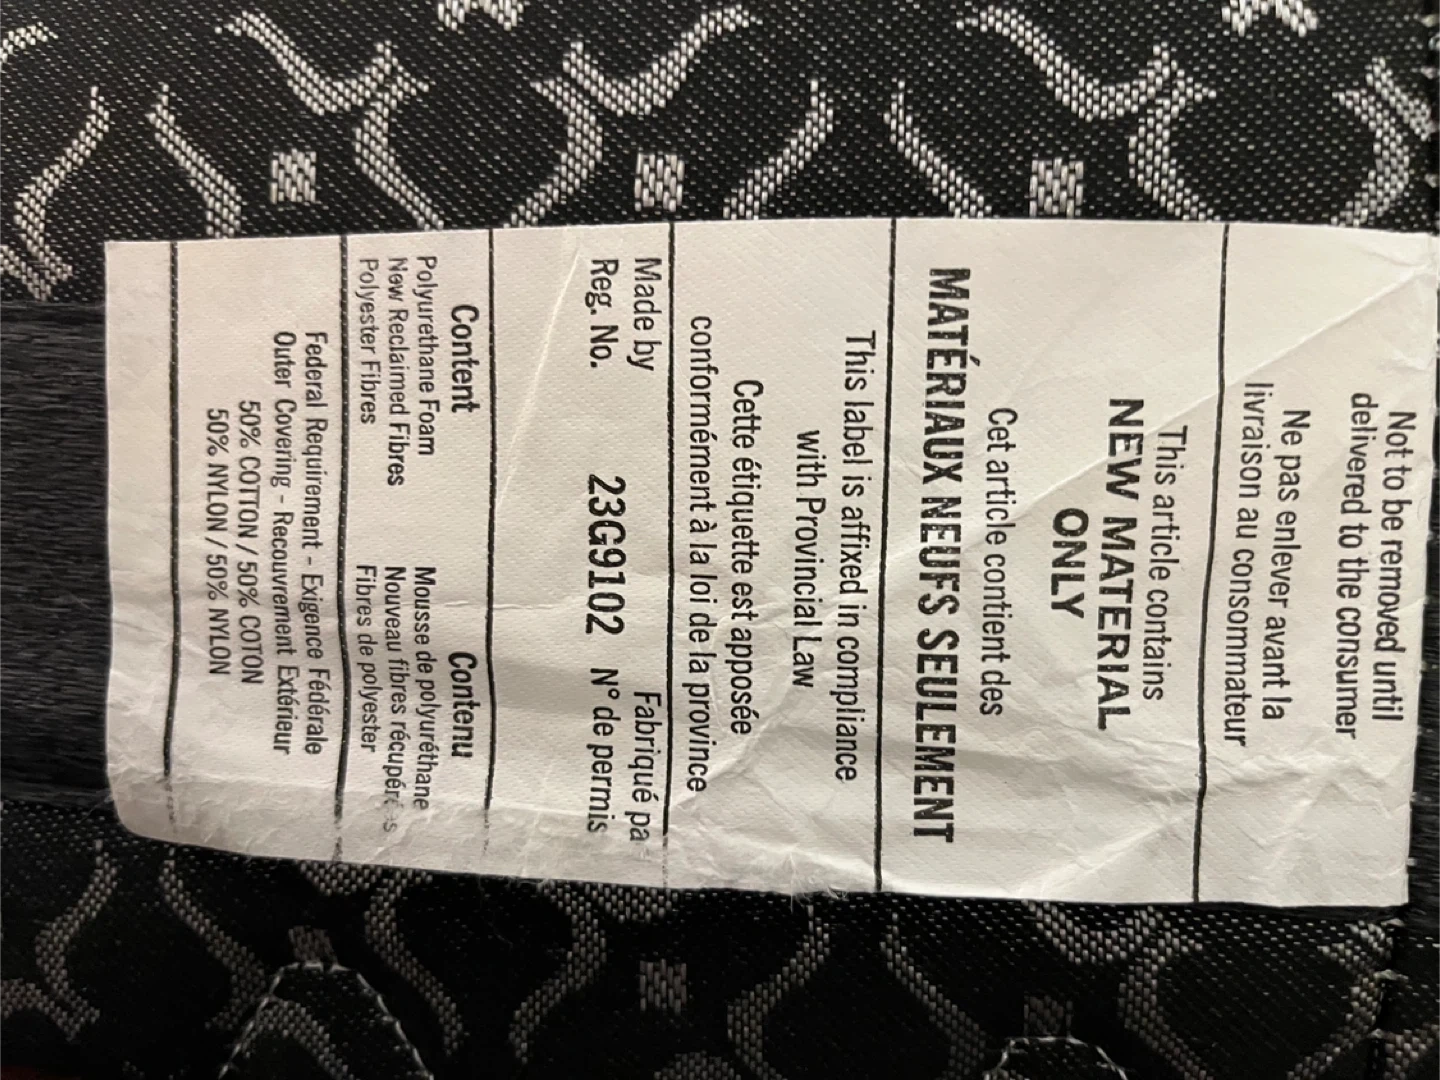 Not to be removed until
delivered to the consumer
Ne pas enlever avant la
livraison au consommateur
This article contains
NEW MATERIAL
ONLY
Cet article contient des
MATÉRIAUX NEUFS SEULEMENT
This label is affixed in compliance
with Provincial Law
Cette étiquette est apposée
conformément à la loi de la province
Made by Fabriqué pa
Reg. No. 23G9102 N° de permis
Content Contenu
Polyurethane Foam Mousse de polyuréthane
New Reclaimed Fibres Nouveau fibres récupérées
Polyester Fibres Fibres de polyester
Federal Requirement - Exigence Fédérale
Outer Covering - Recouvrement Extérieur
50% COTTON / 50% COTON
50% NYLON / 50% NYLON